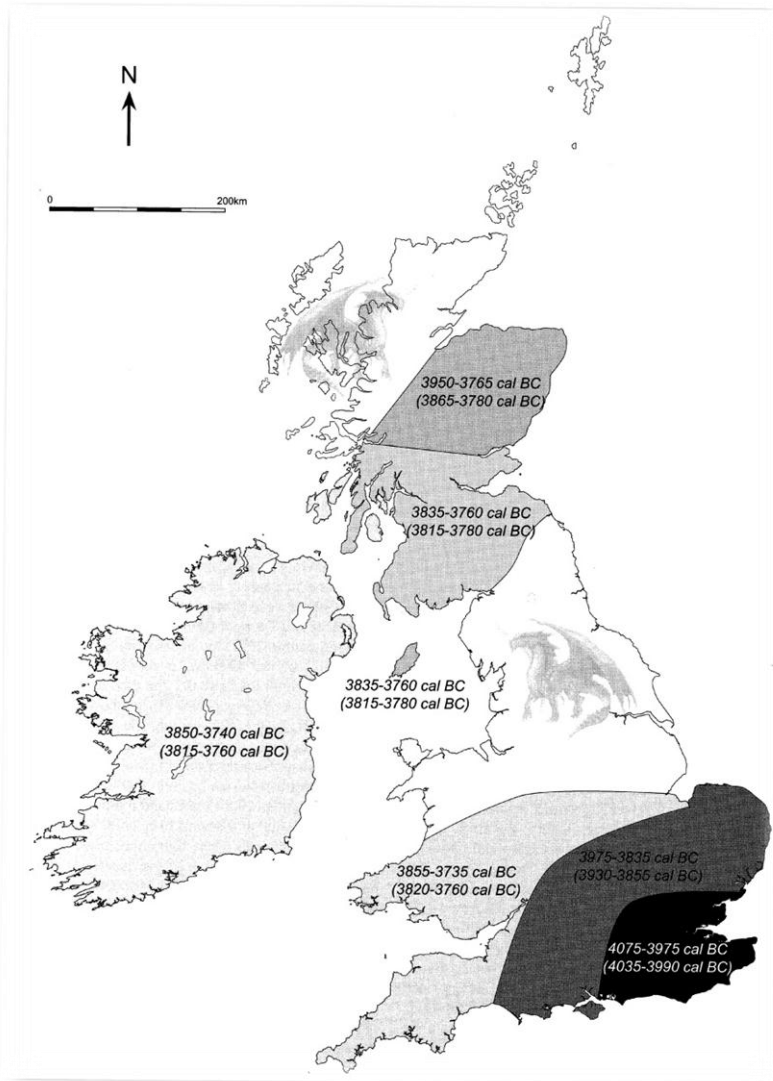 N
0 200km
3950-3765 cal BC
(3865-3780 cal BC)
3835-3760 cal BC
(3815-3780 cal BC)
3835-3760 cal BC
(3815-3780 cal BC)
3850-3740 cal BC
(3815-3760 cal BC)
3855-3735 cal BC
(3820-3760 cal BC)
3975-3835 cal BC
(3930-3855 cal BC)
4075-3975 cal BC
(4035-3990 cal BC)